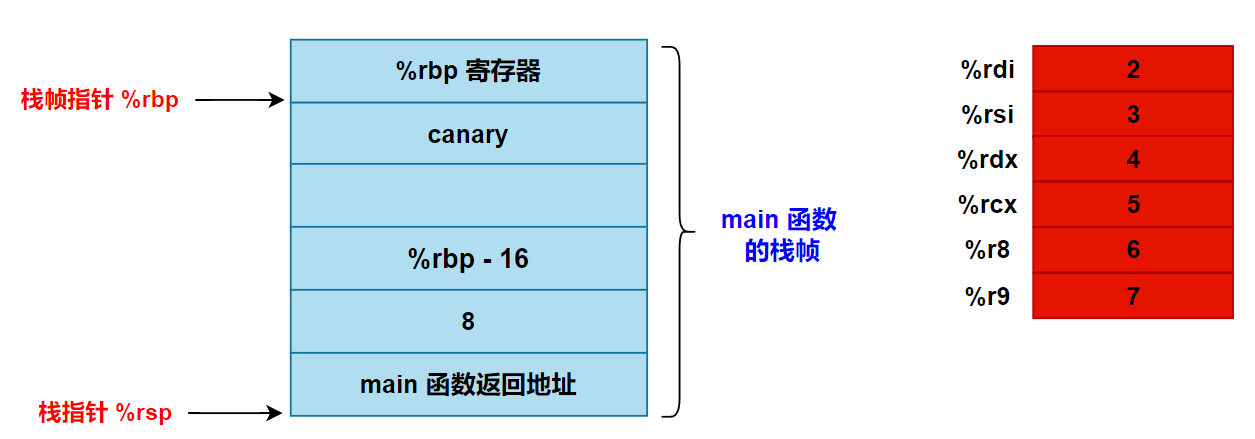 %rbp 寄存器
栈帧指针 %rbp
canary
%rbp - 16
8
main 函数返回地址
栈指针 %rsp
main 函数
的栈帧
%rdi 2
%rsi 3
%rdx 4
%rcx 5
%r8 6
%r9 7